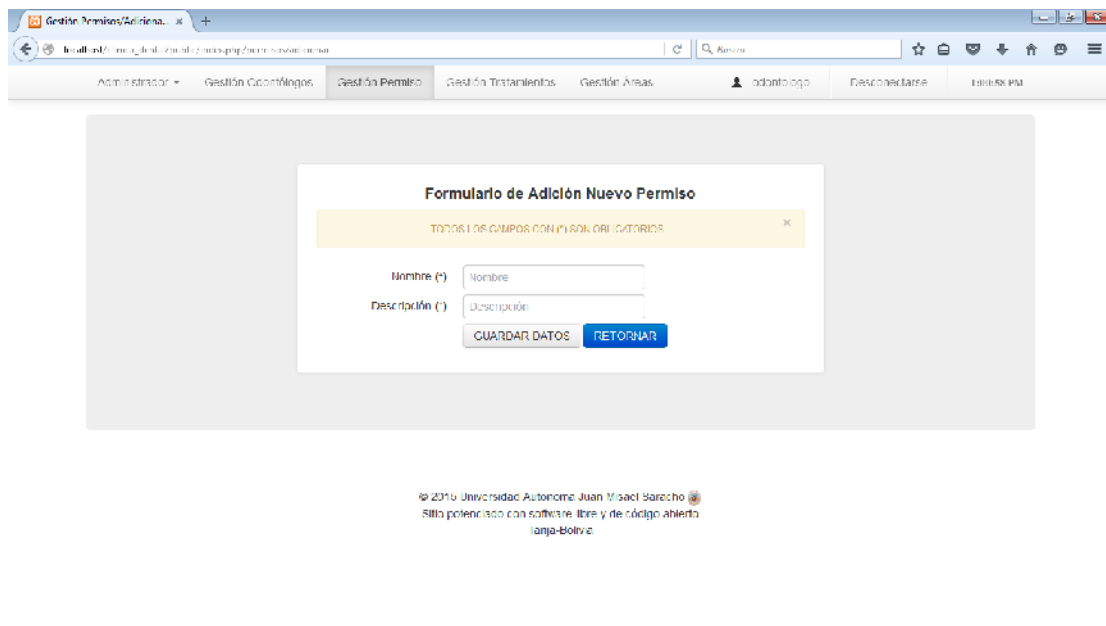 Gestión Permisos/Adiciona...
Buscar
Administrador Gestión Odontólogos Gestión Permiso Gestión Tratamientos Gestión Áreas odontologo Desconectarse
Formulario de Adición Nuevo Permiso
TODOS LOS CAMPOS CON (*) SON OBLIGATORIOS
Nombre (*) Nombre
Descripción (*) Descripción
GUARDAR DATOS RETORNAR
© 2015 Universidad Autonoma Juan Misael Saracho
Sitio potenciado con software libre y de código abierto
Tarija-Bolivia